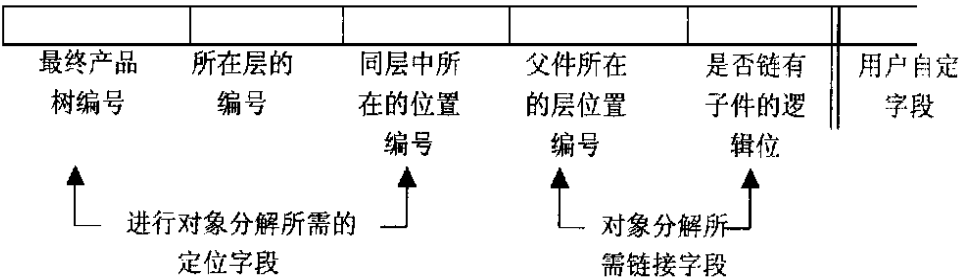 最终产品
树编号
所在层的
编号
同层中所
在的位置
编号
父件所在
的层位置
编号
是否链有
子件的逻
辑位
用户自定
字段
进行对象分解所需的
定位字段
对象分解所
需链接字段